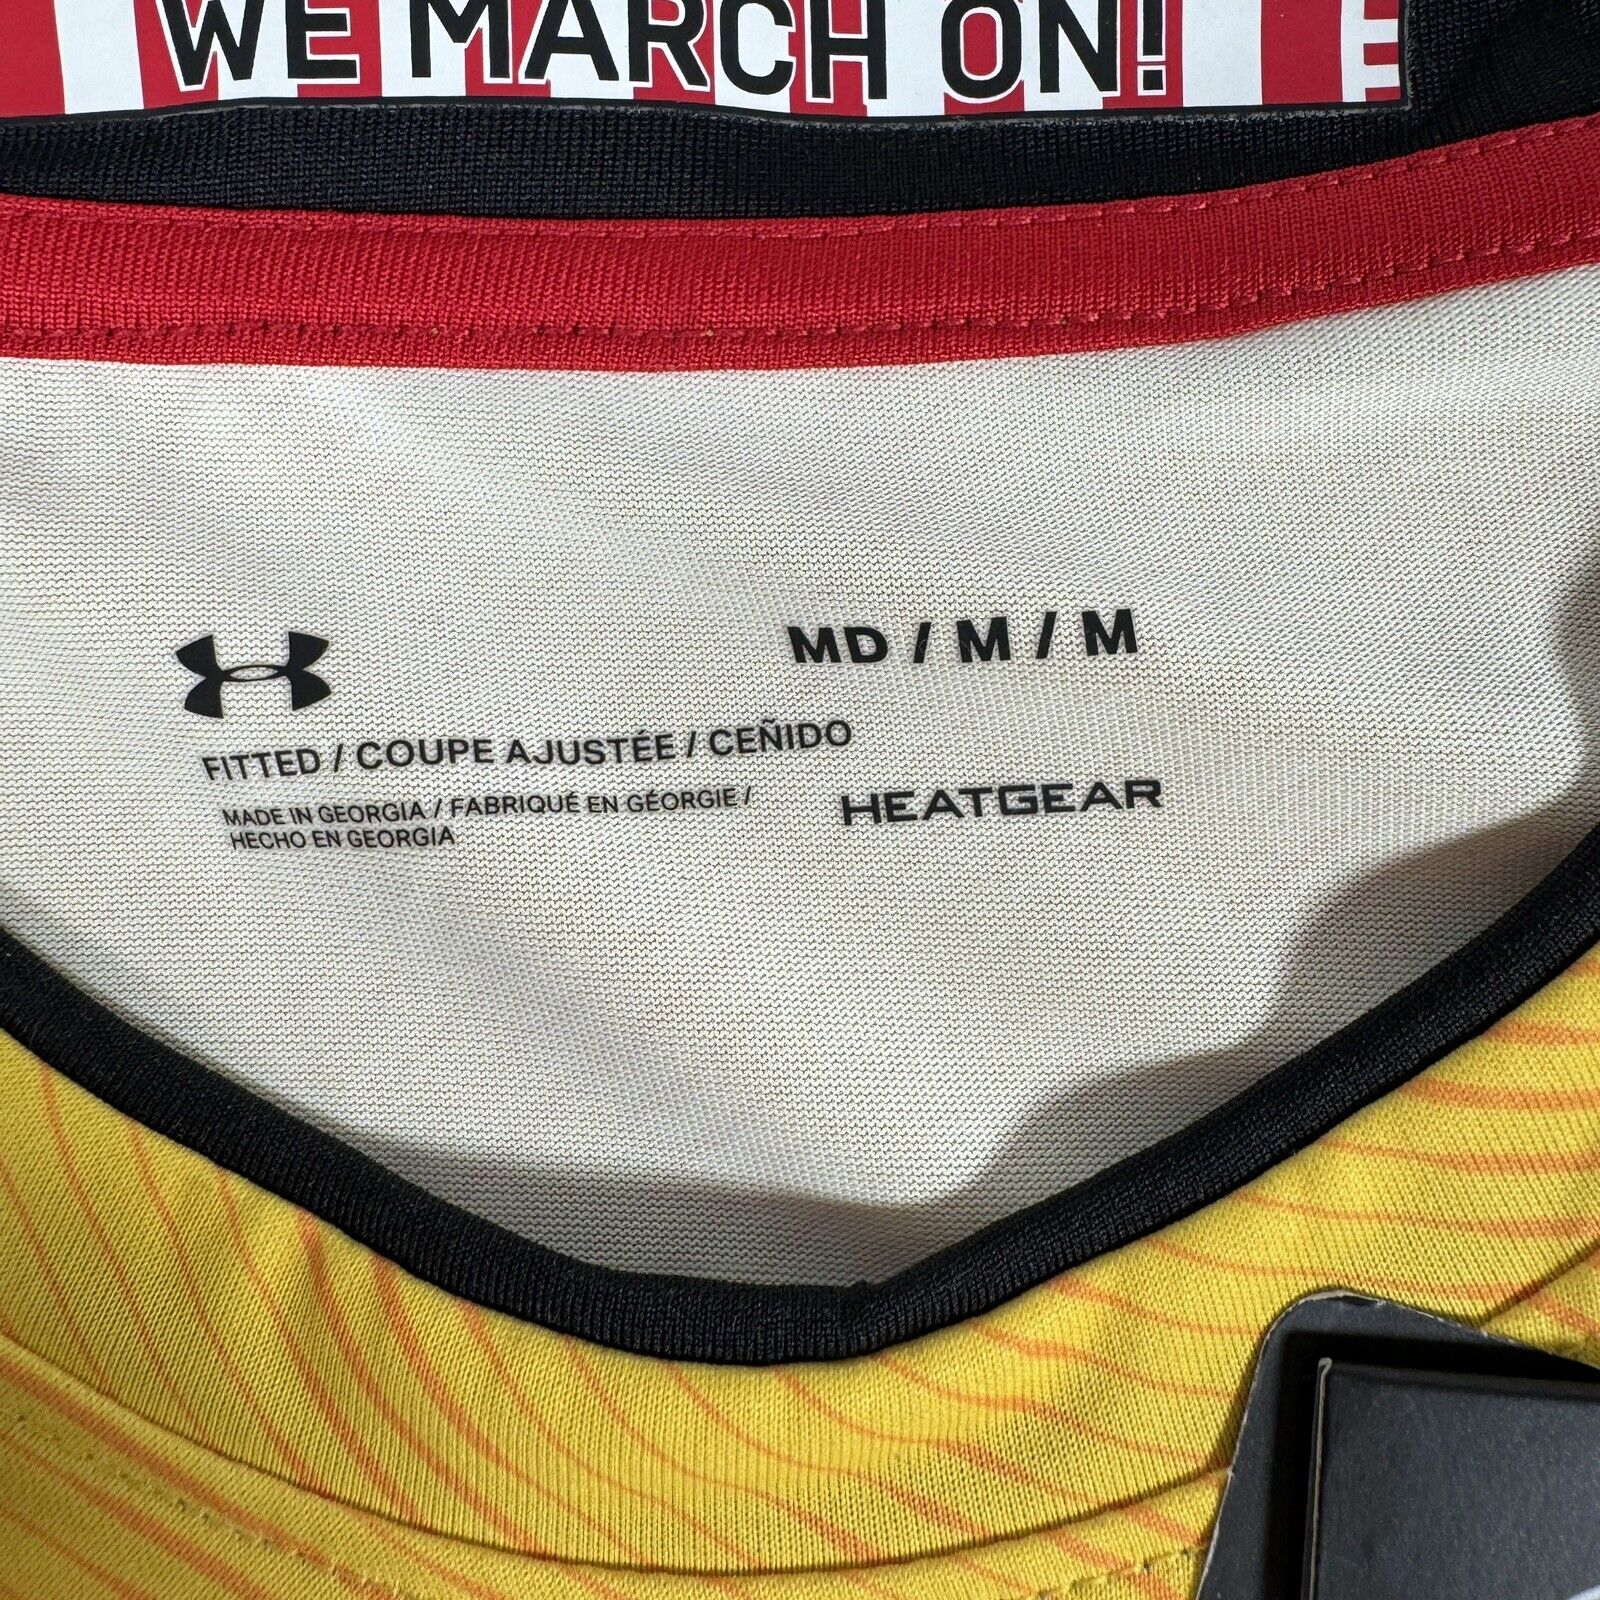 WE MARCH ON!
MD / M / M
FITTED / COUPE AJUSTÉE / CEÑIDO
MADE IN GEORGIA / FABRIQUÉ EN GÉORGIE /
HECHO EN GEORGIA
HEATGEAR